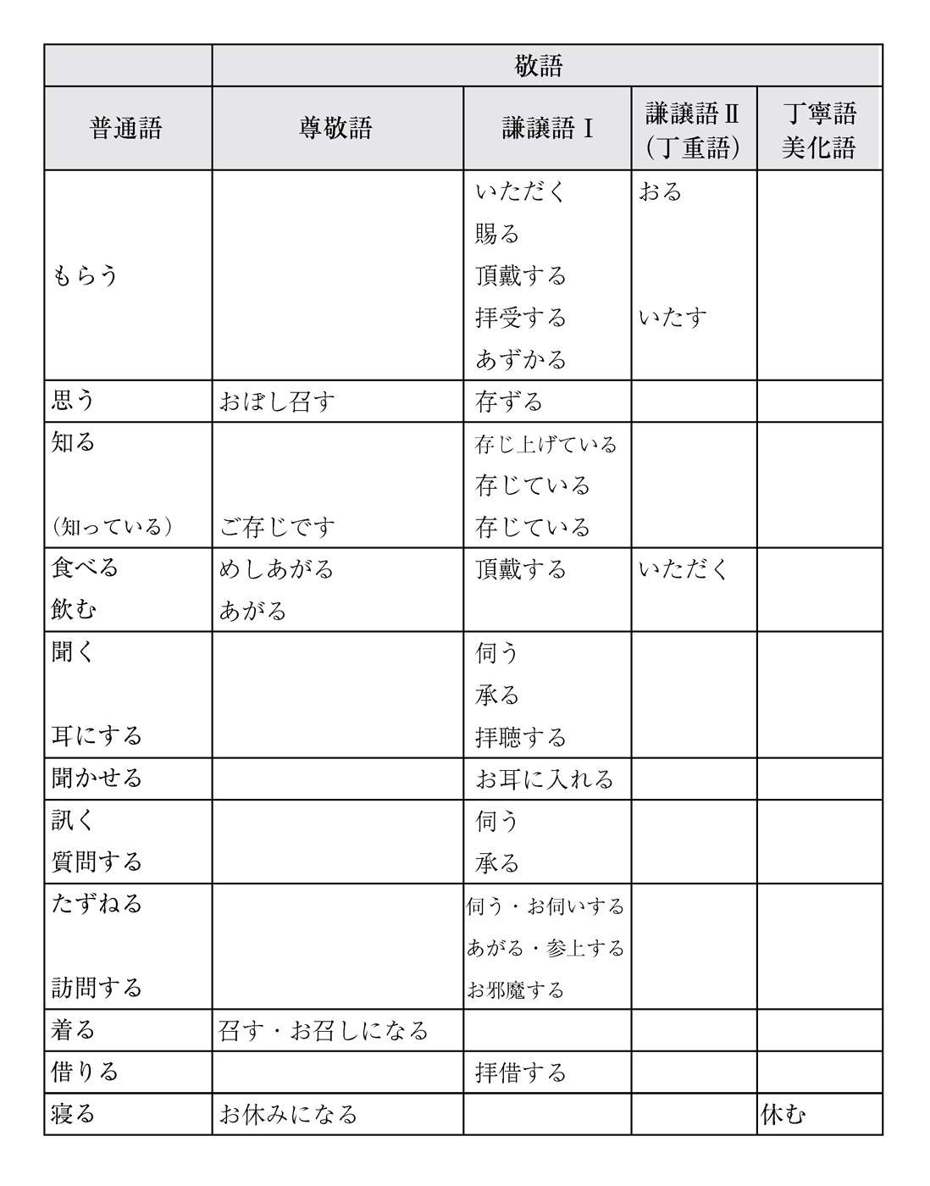 敬語
普通語 尊敬語 謙譲語Ⅰ 謙譲語Ⅱ（丁重語） 丁寧語 美化語
いただく おる
賜る
もらう 頂戴する
拝受する いたす
あずかる
思う おぼし召す 存ずる
知る 存じ上げている
存じている
（知っている） ご存じです 存じている
食べる めしあがる 頂戴する いただく
飲む あがる
聞く 伺う
承る
耳にする 拝聴する
聞かせる お耳に入れる
訊く 伺う
質問する 承る
たずねる 伺う・お伺いする
あがる・参上する
訪問する お邪魔する
着る 召す・お召しになる
借りる 拝借する
寝る お休みになる 休む